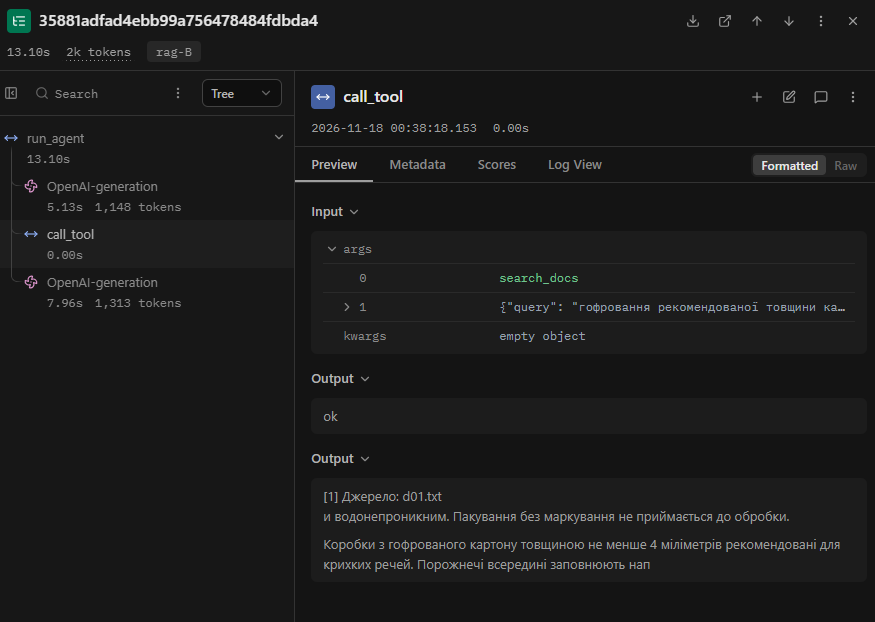 35881adfad4ebb99a756478484fdbda4
13.10s 2k tokens rag-B
Search Tree
run_agent
13.10s
OpenAI-generation
5.13s 1,148 tokens
call_tool
0.00s
OpenAI-generation
7.96s 1,313 tokens
call_tool
2026-11-18 00:38:18.153 0.00s
Preview Metadata Scores Log View Formatted Raw
Input
args
0 search_docs
1 {"query": "гофровання рекомендованої товщини ка…
kwargs empty object
Output
ok
Output
[1] Джерело: d01.txt
и водонепроникним. Пакування без маркування не приймається до обробки.
Коробки з гофрованого картону товщиною не менше 4 міліметрів рекомендовані для
крихких речей. Порожнечі всередині заповнюють нап